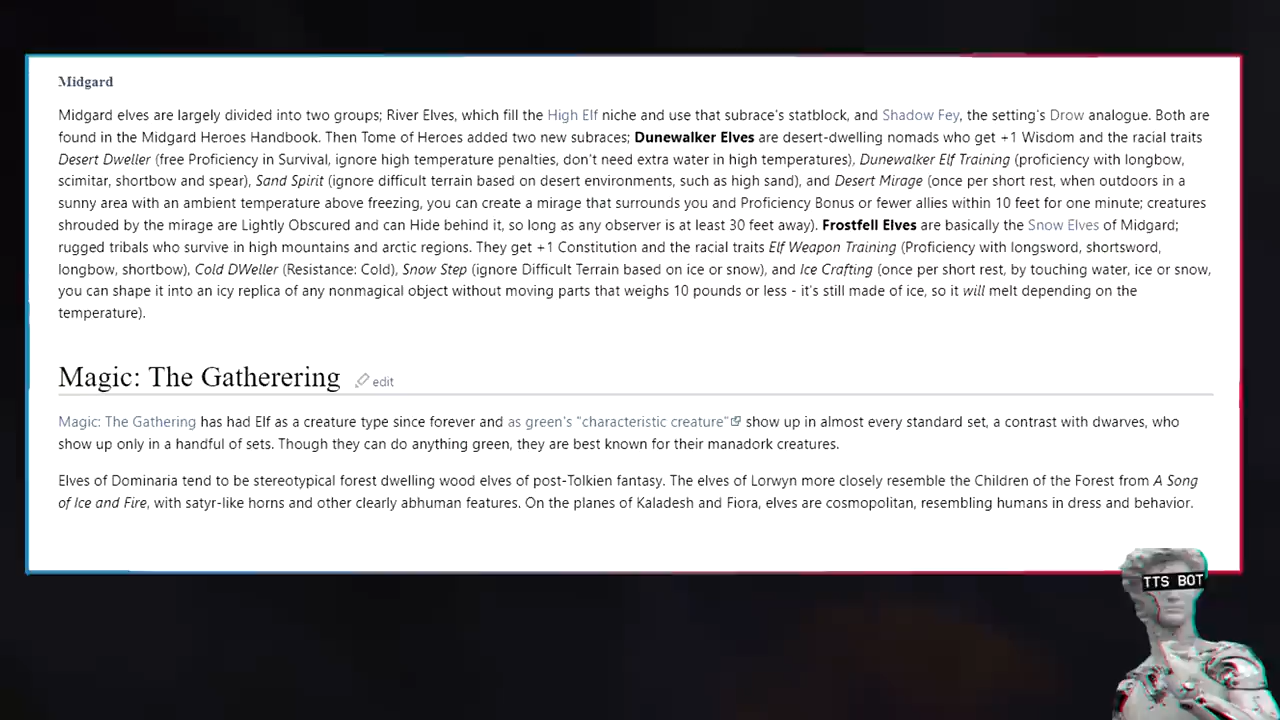 Midgard
Midgard elves are largely divided into two groups; River Elves, which fill the High Elf niche and use that subrace's statblock, and Shadow Fey, the setting's Drow analogue. Both are
found in the Midgard Heroes Handbook. Then Tome of Heroes added two new subraces; Dunewalker Elves are desert-dwelling nomads who get +1 Wisdom and the racial traits
Desert Dweller (free Proficiency in Survival, ignore high temperature penalties, don't need extra water in high temperatures), Dunewalker Elf Training (proficiency with longbow,
scimitar, shortbow and spear), Sand Spirit (ignore difficult terrain based on desert environments, such as high sand), and Desert Mirage (once per short rest, when outdoors in a
sunny area with an ambient temperature above freezing, you can create a mirage that surrounds you and Proficiency Bonus or fewer allies within 10 feet for one minute; creatures
shrouded by the mirage are Lightly Obscured and can Hide behind it, so long as any observer is at least 30 feet away). Frostfell Elves are basically the Snow Elves of Midgard;
rugged tribals who survive in high mountains and arctic regions. They get +1 Constitution and the racial traits Elf Weapon Training (Proficiency with longsword, shortsword,
longbow, shortbow), Cold DWeller (Resistance: Cold), Snow Step (ignore Difficult Terrain based on ice or snow), and Ice Crafting (once per short rest, by touching water, ice or snow,
you can shape it into an icy replica of any nonmagical object without moving parts that weighs 10 pounds or less - it's still made of ice, so it will melt depending on the
temperature).
Magic: The Gatherering edit
Magic: The Gathering has had Elf as a creature type since forever and as green's "characteristic creature" show up in almost every standard set, a contrast with dwarves, who
show up only in a handful of sets. Though they can do anything green, they are best known for their manadork creatures.
Elves of Dominaria tend to be stereotypical forest dwelling wood elves of post-Tolkien fantasy. The elves of Lorwyn more closely resemble the Children of the Forest from A Song
of Ice and Fire, with satyr-like horns and other clearly abhuman features. On the planes of Kaladesh and Fiora, elves are cosmopolitan, resembling humans in dress and behavior.
TTS BOT